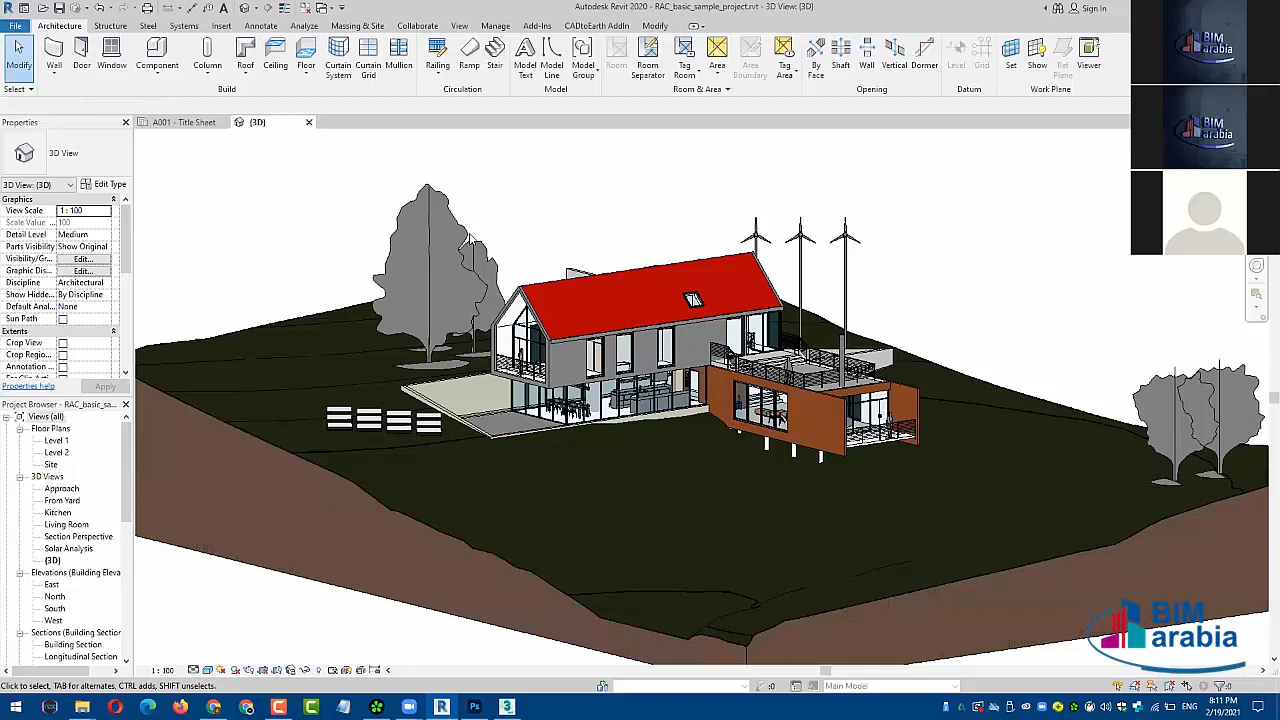 Autodesk Revit 2020 - RAC_basic_sample_project.rvt - 3D View: {3D}
Sign In
File Architecture Structure Steel Systems Insert Annotate Analyze Massing & Site Collaborate View Manage Add-Ins CADtoEarth AddIn Modify
Modify Wall Door Window Component Column Roof Ceiling Floor Curtain System Curtain Grid Mullion Railing Ramp Stair Model Text Model Line Model Group Room Room Separator Tag Room Area Area Boundary Tag Area By Face Shaft Wall Vertical Dormer Level Grid Set Show Ref Plane Viewer
Select Build Circulation Model Room & Area Opening Datum Work Plane
Properties
A001 - Title Sheet
{3D}
3D View
3D View: {3D}
Edit Type
Graphics
View Scale 1 : 100
Scale Value ... 100
Detail Level Medium
Parts Visibility Show Original
Visibility/Gr... Edit...
Graphic Dis... Edit...
Discipline Architectural
Show Hidde... By Discipline
Default Anal... None
Sun Path
Extents
Crop View
Crop Regio...
Annotation ...
Properties help
Apply
Project Browser - RAC_basic_sa...
Views (all)
Floor Plans
Level 1
Level 2
Site
3D Views
Approach
From Yard
Kitchen
Living Room
Section Perspective
Solar Analysis
{3D}
Elevations (Building Eleva
East
North
South
West
Sections (Building Section
Building Section
Longitudinal Section
1 : 100
Click to select, TAB for alternates, CTRL adds, SHIFT unselects.
:0
Main Model
:0
BIM
arabia
BIM
arabia
BIM
arabia
ENG
8:11 PM
2/19/2021